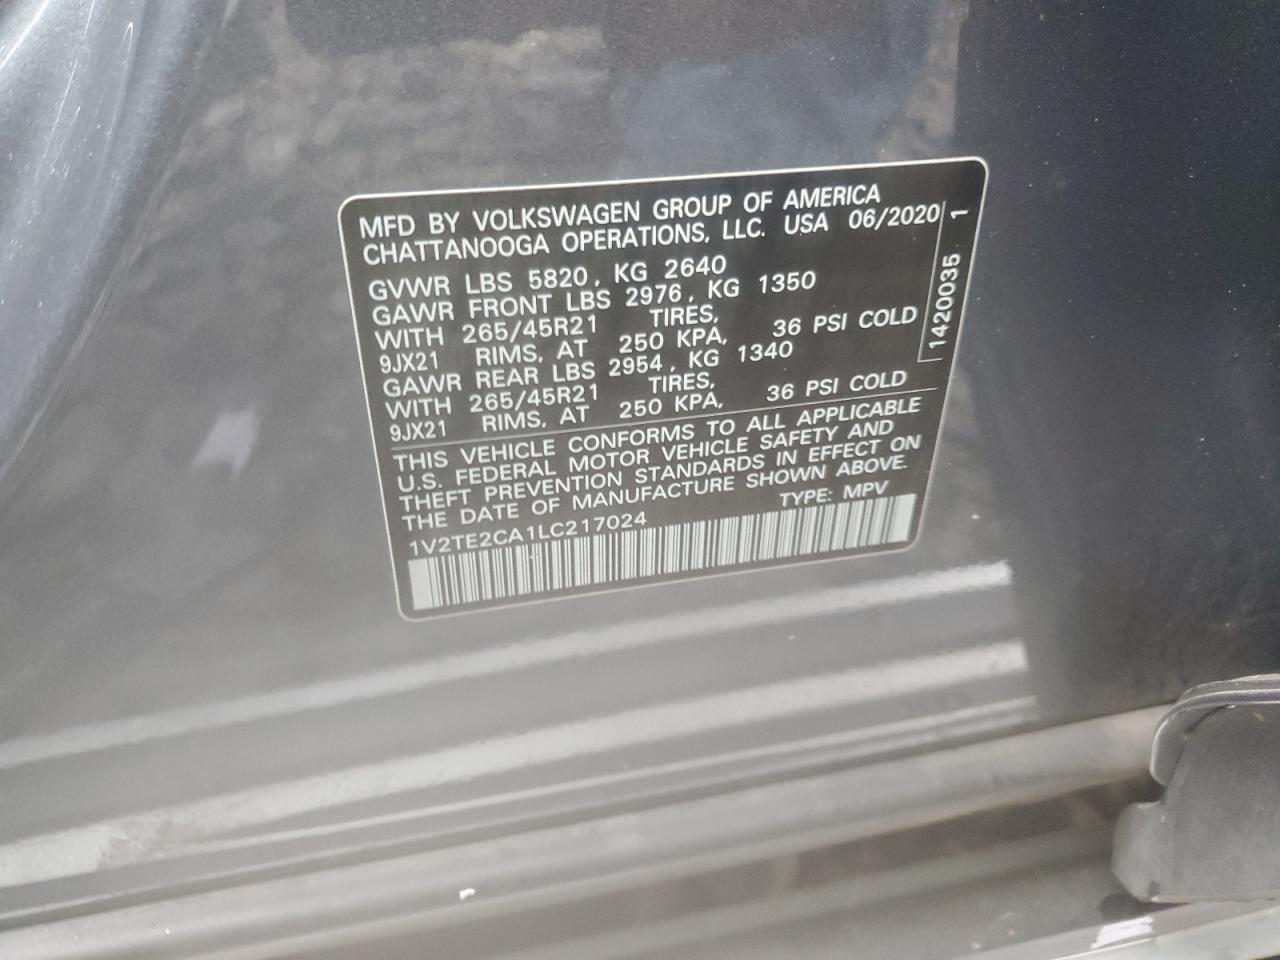 MFD BY VOLKSWAGEN GROUP OF AMERICA
CHATTANOOGA OPERATIONS, LLC. USA 06/2020
GVWR LBS 5820, KG 2640
GAWR FRONT LBS 2976, KG 1350
WITH 265/45R21 TIRES,
9JX21 RIMS, AT 250 KPA, 36 PSI COLD
GAWR REAR LBS 2954, KG 1340
WITH 265/45R21 TIRES,
9JX21 RIMS, AT 250 KPA, 36 PSI COLD
THIS VEHICLE CONFORMS TO ALL APPLICABLE
U.S. FEDERAL MOTOR VEHICLE SAFETY AND
THEFT PREVENTION STANDARDS IN EFFECT ON
THE DATE OF MANUFACTURE SHOWN ABOVE.
TYPE: MPV
1V2TE2CA1LC217024
1420035 1